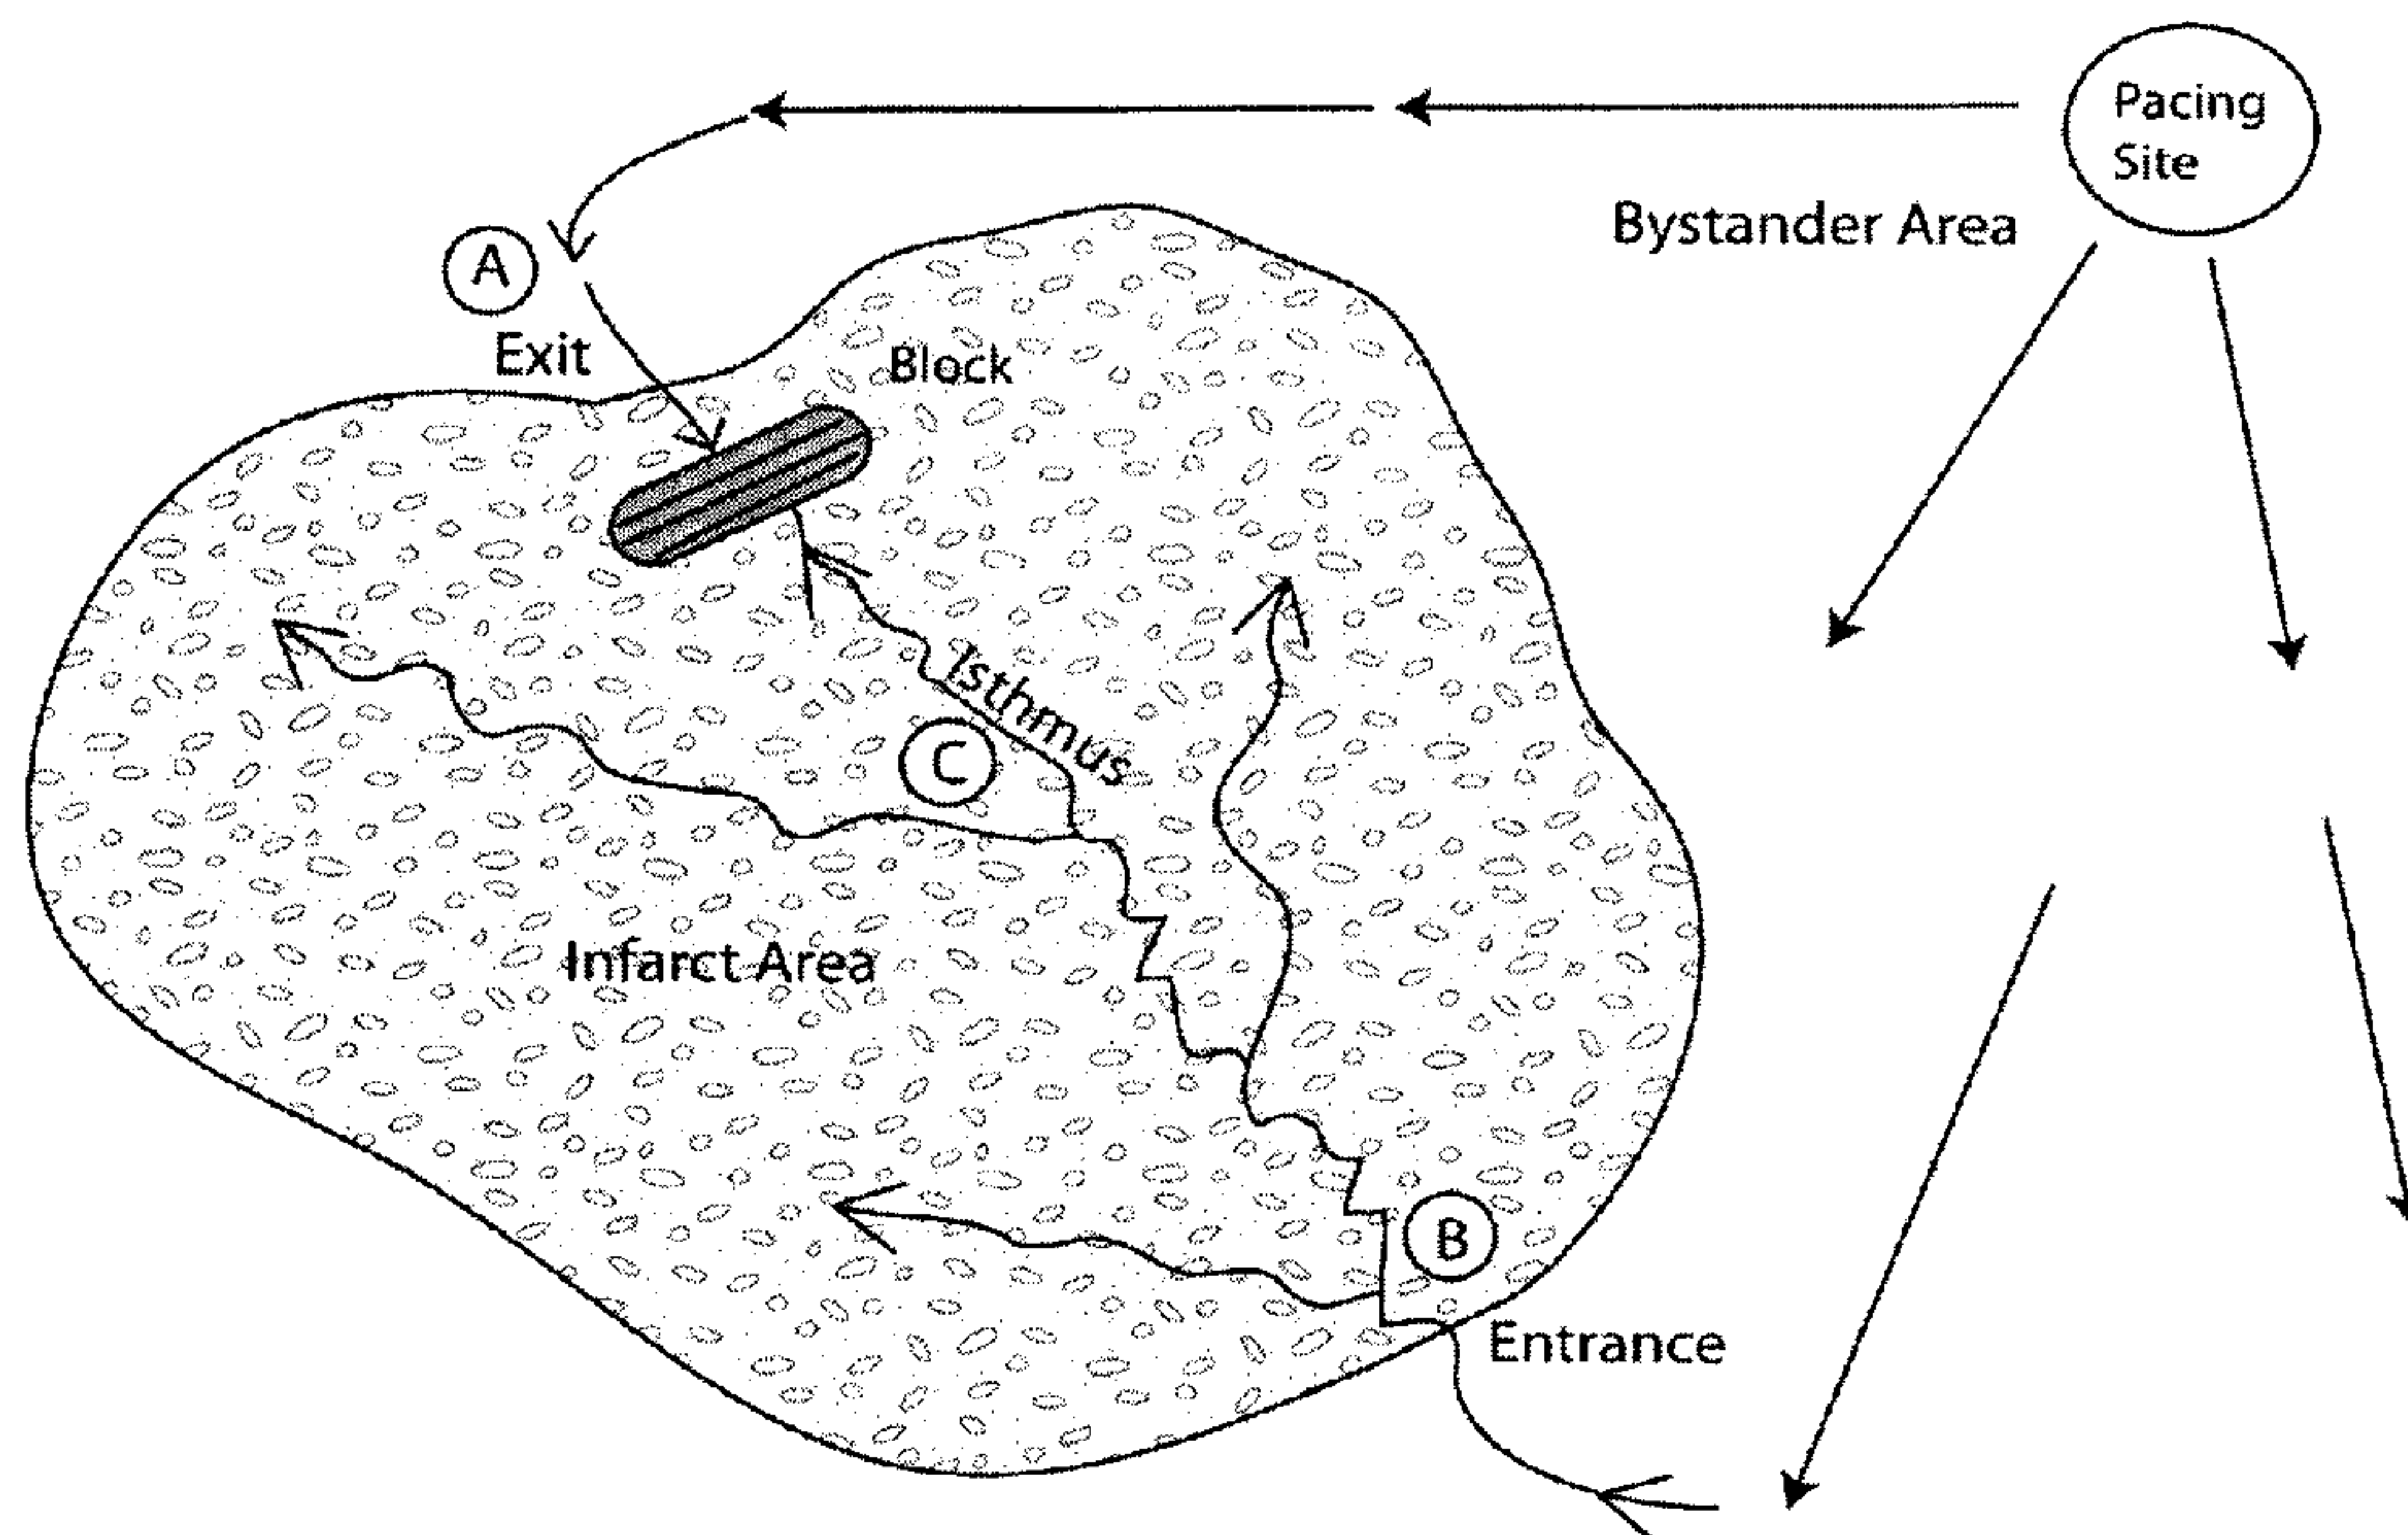 Pacing
Site
Bystander Area
A
Exit
Block
Isthmus
C
Infarct Area
B
Entrance